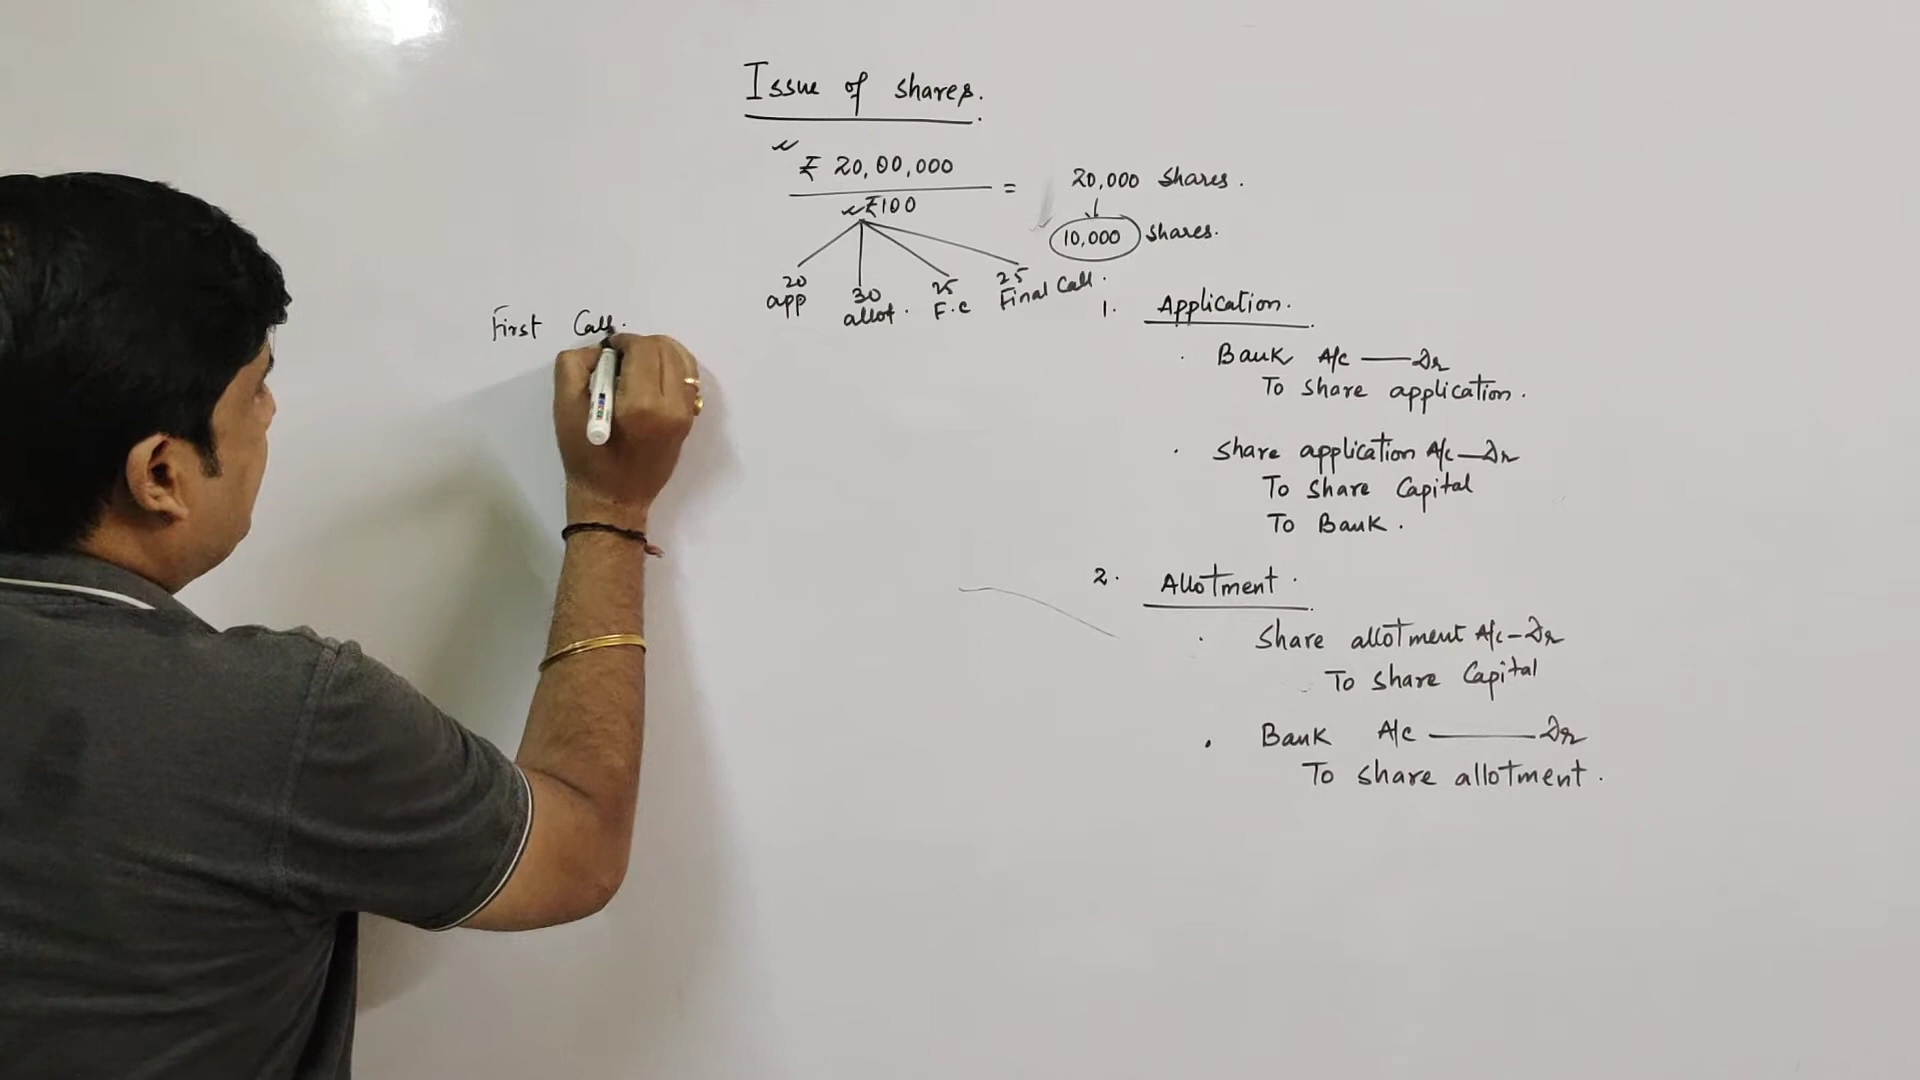 Issue of shares.
₹ 20,00,000
₹100
= 20,000 shares.
10,000 shares.
20 app
30 allot.
25 F.C
25 Final Call.
First Call.
1. Application.
. Bank A/c — Dr
To share application.
. Share application A/c — Dr
To share Capital
To Bank.
2. Allotment.
. Share allotment A/c - Dr
To share Capital
. Bank A/c — Dr
To share allotment.